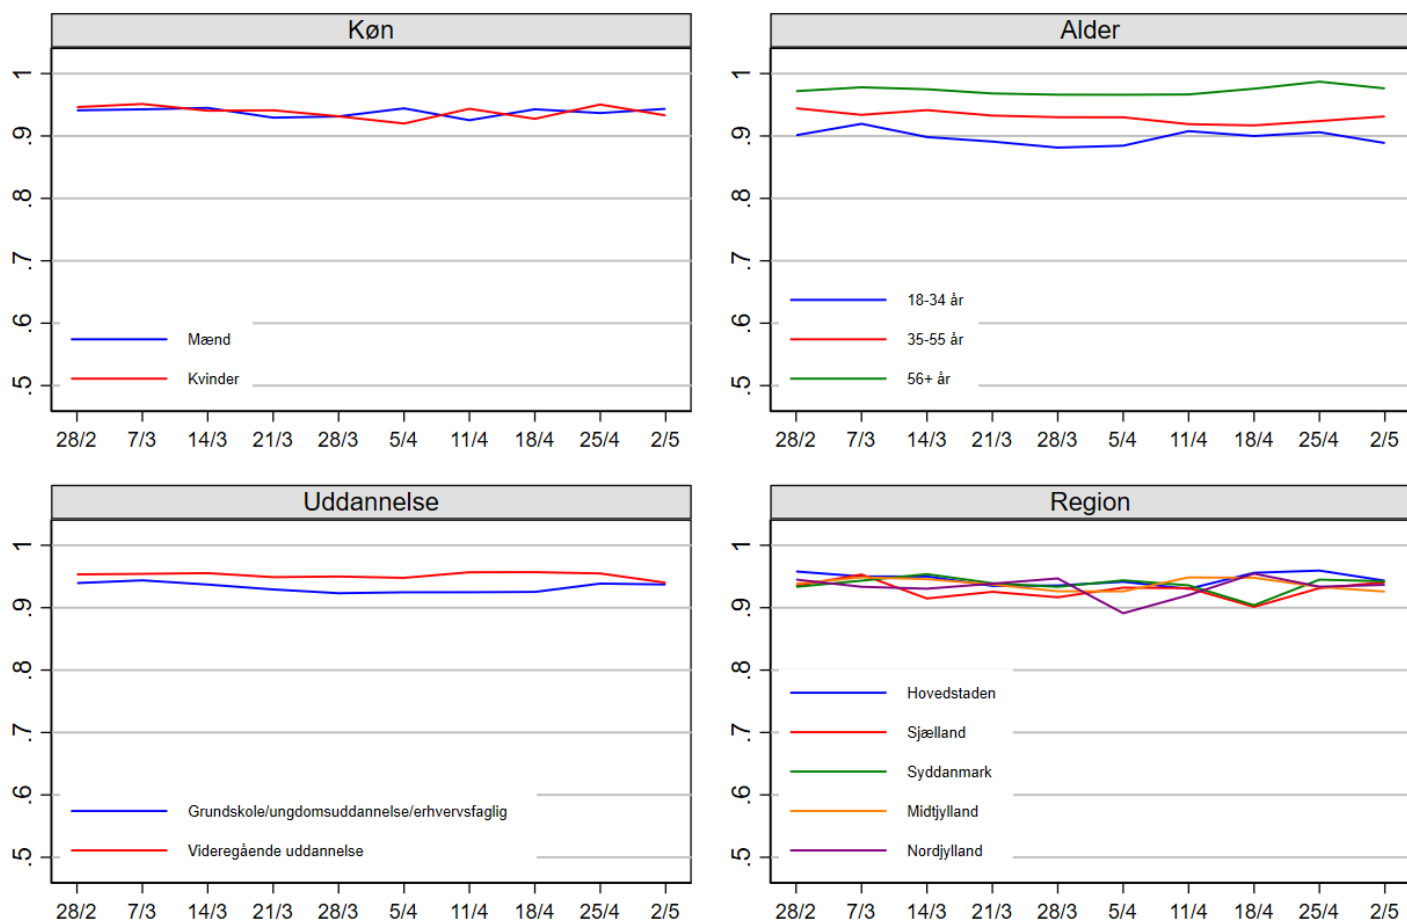 Køn
1
.9
.8
.7
.6
.5
Mænd
Kvinder
28/2 7/3 14/3 21/3 28/3 5/4 11/4 18/4 25/4 2/5
Alder
1
.9
.8
.7
.6
.5
18-34 år
35-55 år
56+ år
28/2 7/3 14/3 21/3 28/3 5/4 11/4 18/4 25/4 2/5
Uddannelse
1
.9
.8
.7
.6
.5
Grundskole/ungdomsuddannelse/erhvervsfaglig
Videregående uddannelse
28/2 7/3 14/3 21/3 28/3 5/4 11/4 18/4 25/4 2/5
Region
1
.9
.8
.7
.6
.5
Hovedstaden
Sjælland
Syddanmark
Midtjylland
Nordjylland
28/2 7/3 14/3 21/3 28/3 5/4 11/4 18/4 25/4 2/5